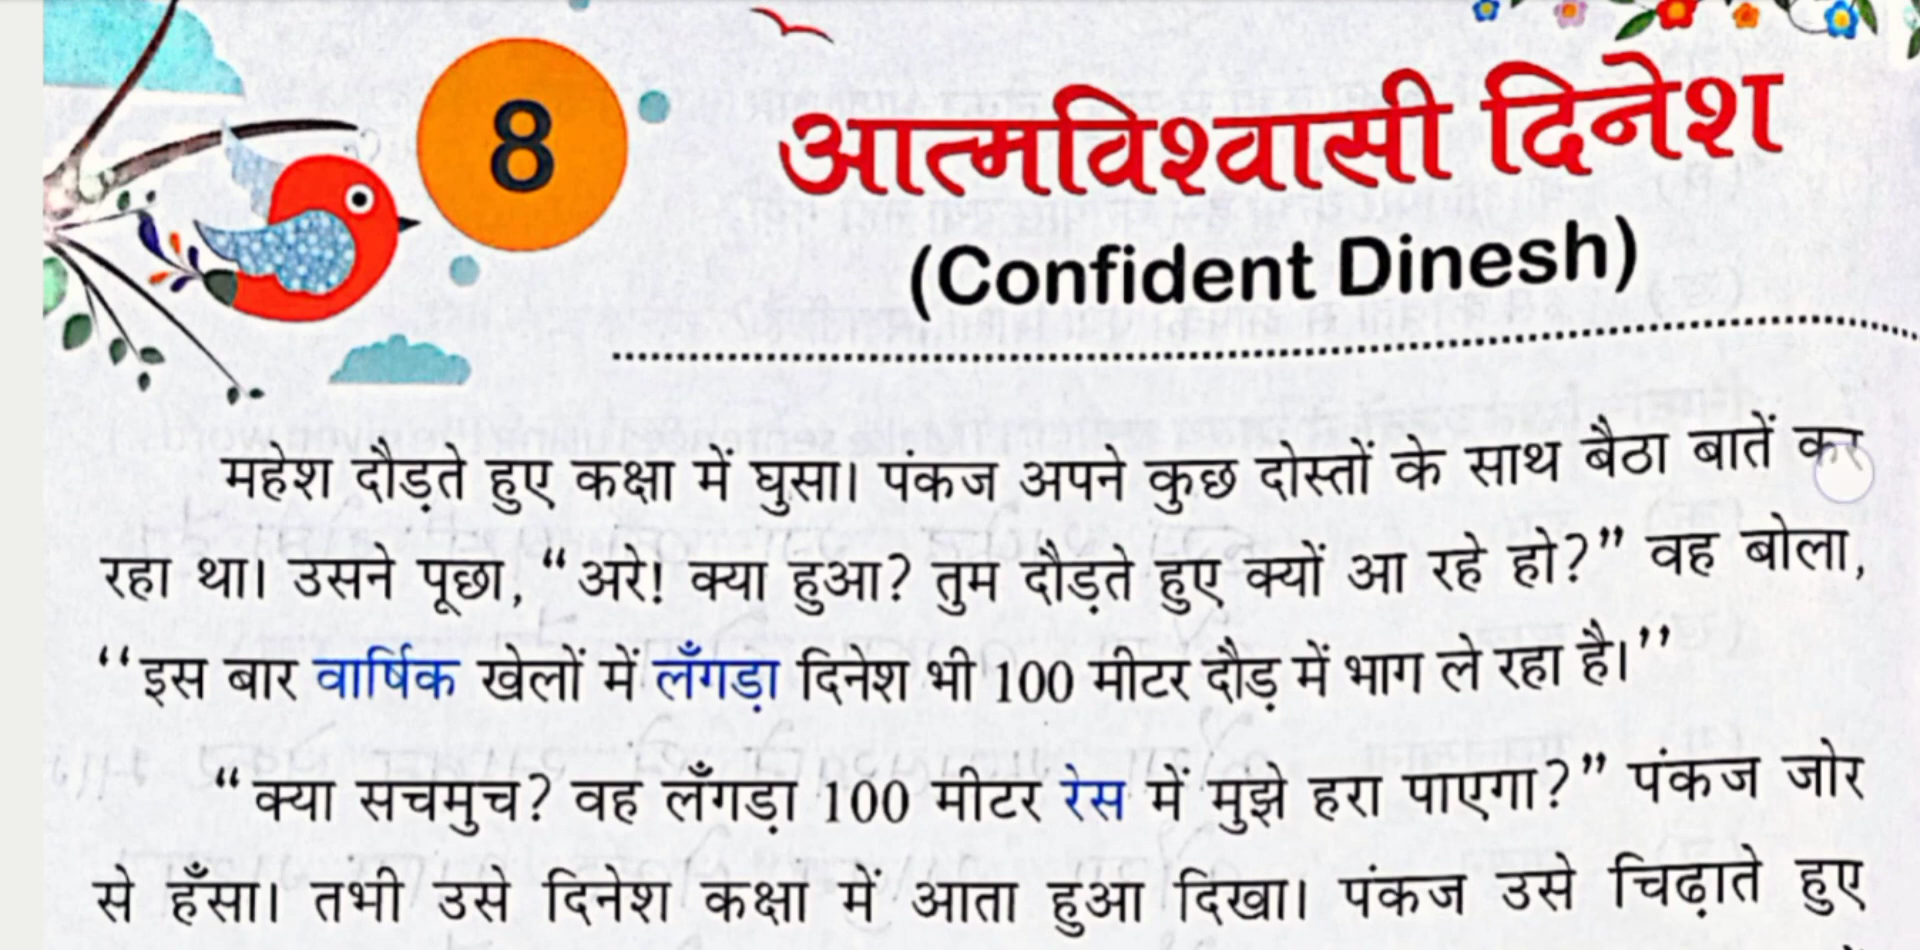 8
आत्मविश्वासी दिनेश
(Confident Dinesh)
महेश दौड़ते हुए कक्षा में घुसा। पंकज अपने कुछ दोस्तों के साथ बैठा बातें कर
रहा था। उसने पूछा, “अरे! क्या हुआ? तुम दौड़ते हुए क्यों आ रहे हो?” वह बोला,
‘‘इस बार वार्षिक खेलों में लँगड़ा दिनेश भी 100 मीटर दौड़ में भाग ले रहा है।’’
“क्या सचमुच? वह लँगड़ा 100 मीटर रेस में मुझे हरा पाएगा?” पंकज जोर
से हँसा। तभी उसे दिनेश कक्षा में आता हुआ दिखा। पंकज उसे चिढ़ाते हुए